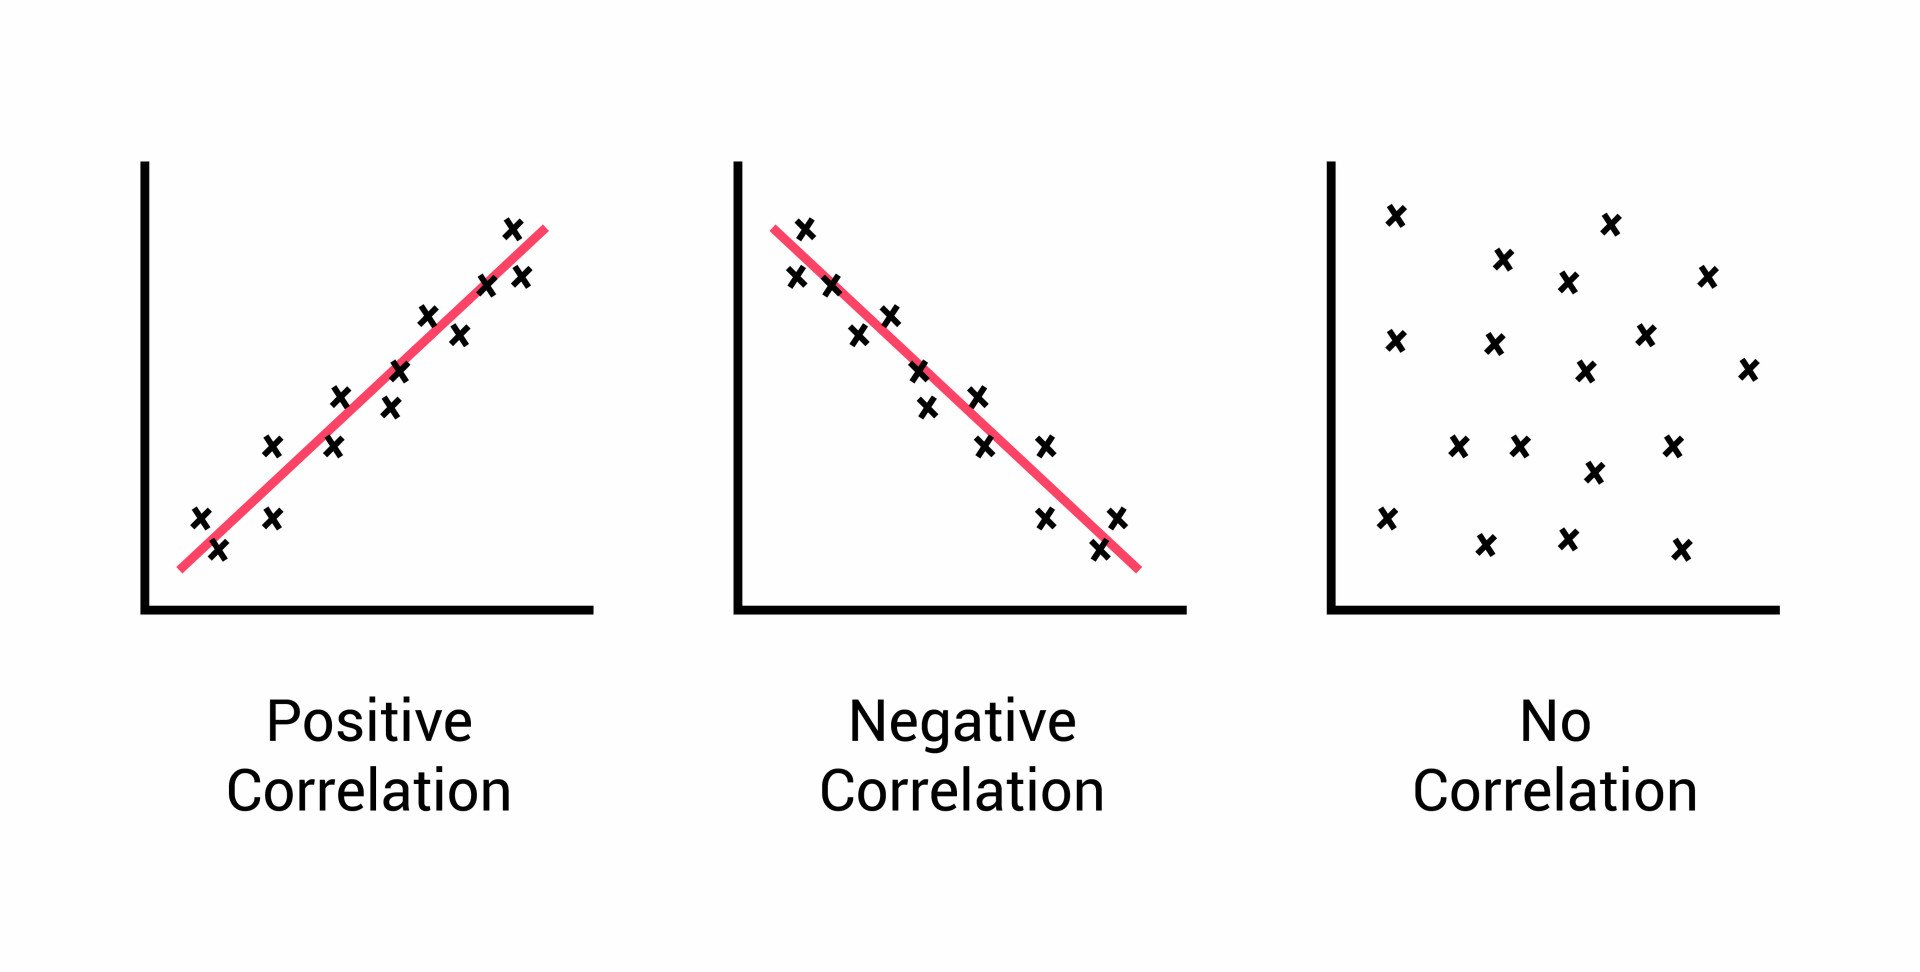 Positive
Correlation
Negative
Correlation
No
Correlation